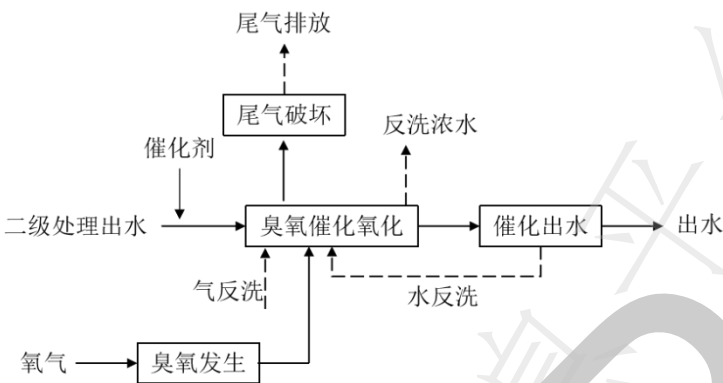 尾气排放
尾气破坏
反洗浓水
催化剂
二级处理出水
臭氧催化氧化
催化出水
出水
气反洗
水反洗
氧气
臭氧发生